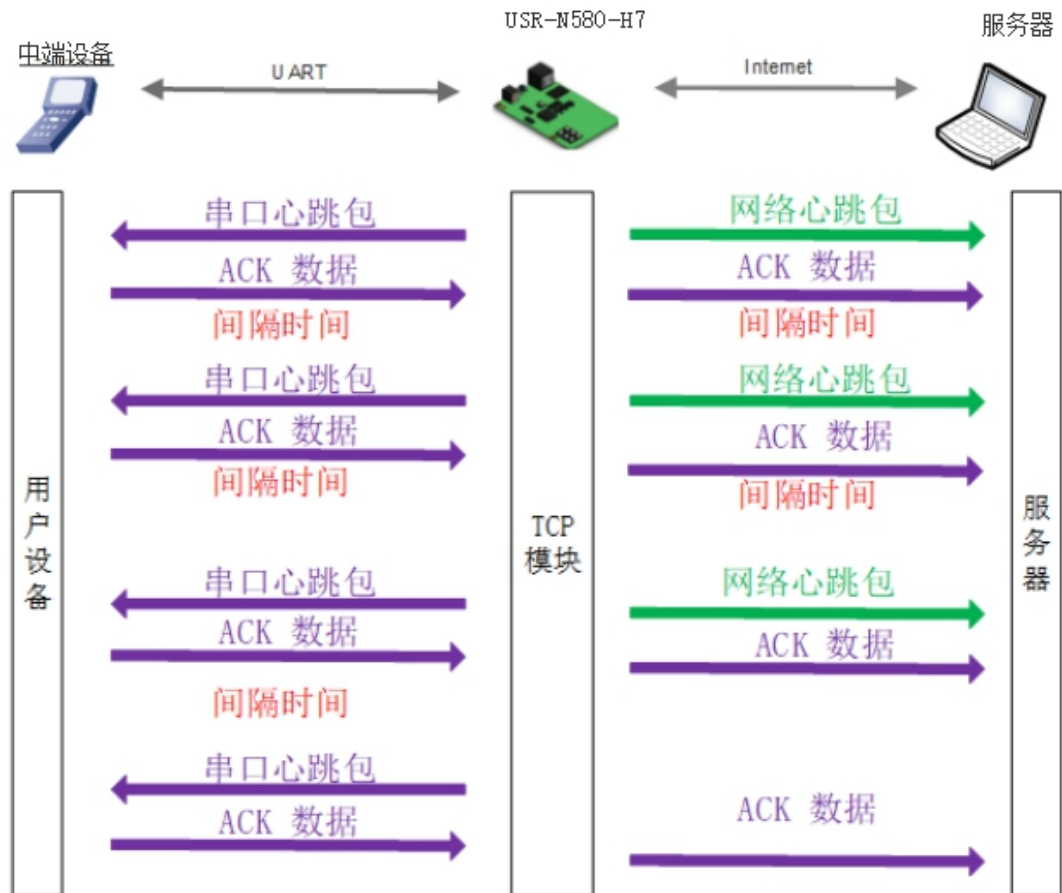 USR-N580-H7
中端设备
服务器
UART
Internet
串口心跳包
网络心跳包
ACK 数据
ACK 数据
间隔时间
间隔时间
串口心跳包
网络心跳包
ACK 数据
ACK 数据
间隔时间
间隔时间
用户设备
TCP
模块
服务器
串口心跳包
网络心跳包
ACK 数据
ACK 数据
间隔时间
串口心跳包
ACK 数据
ACK 数据